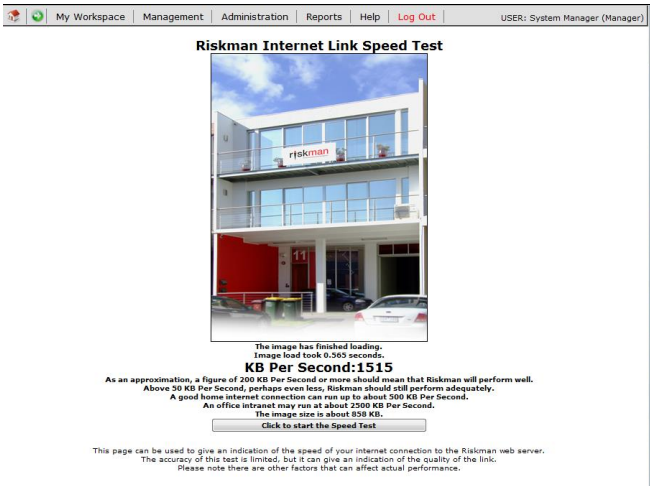 My Workspace Management Administration Reports Help Log Out USER: System Manager (Manager)
Riskman Internet Link Speed Test
riskman
11
The image has finished loading.
Image load took 0.565 seconds.
KB Per Second:1515
As an approximation, a figure of 200 KB Per Second or more should mean that Riskman will perform well.
Above 50 KB Per Second, perhaps even less, Riskman should still perform adequately.
A good home internet connection can run up to about 500 KB Per Second.
An office intranet may run at about 2500 KB Per Second.
The image size is about 858 KB.
Click to start the Speed Test
This page can be used to give an indication of the speed of your internet connection to the Riskman web server.
The accuracy of this test is limited, but it can give an indication of the quality of the link.
Please note there are other factors that can affect actual performance.